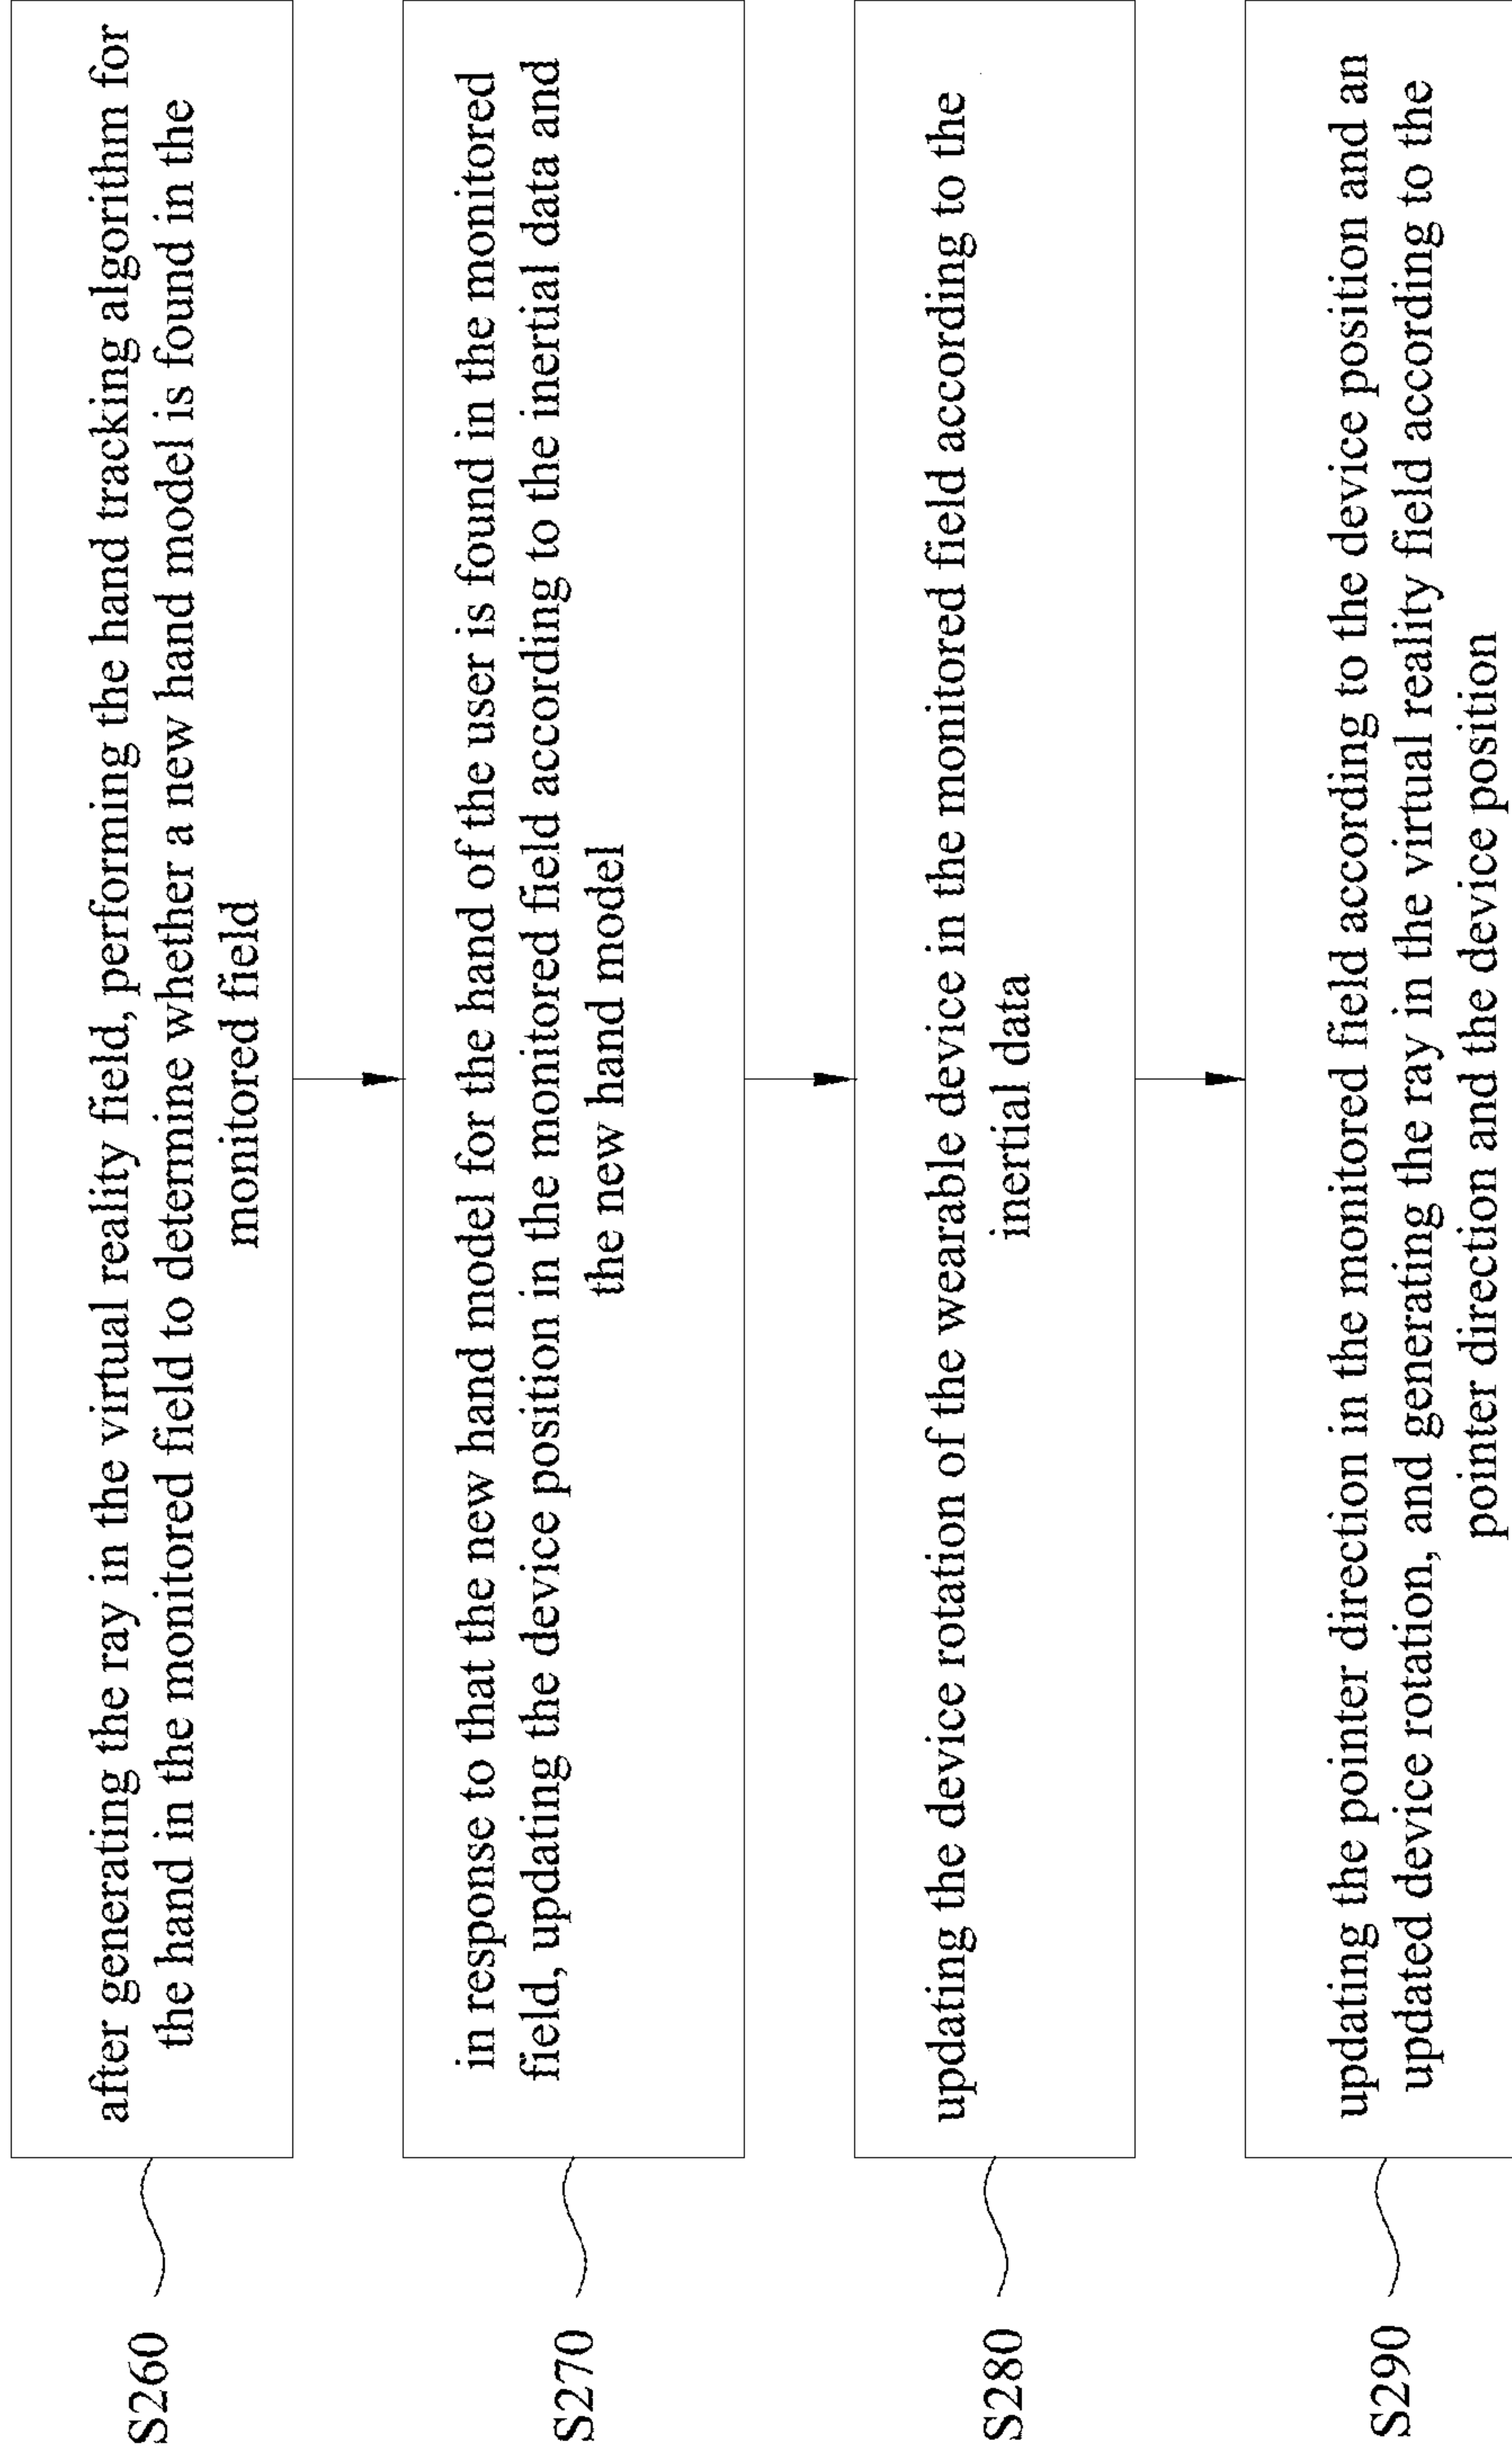 S260
after generating the ray in the virtual reality field, performing the hand tracking algorithm for
the hand in the monitored field to determine whether a new hand model is found in the
monitored field
S270
in response to that the new hand model for the hand of the user is found in the monitored
field, updating the device position in the monitored field according to the inertial data and
the new hand model
S280
updating the device rotation of the wearable device in the monitored field according to the
inertial data
S290
updating the pointer direction in the monitored field according to the device position and an
updated device rotation, and generating the ray in the virtual reality field according to the
pointer direction and the device position